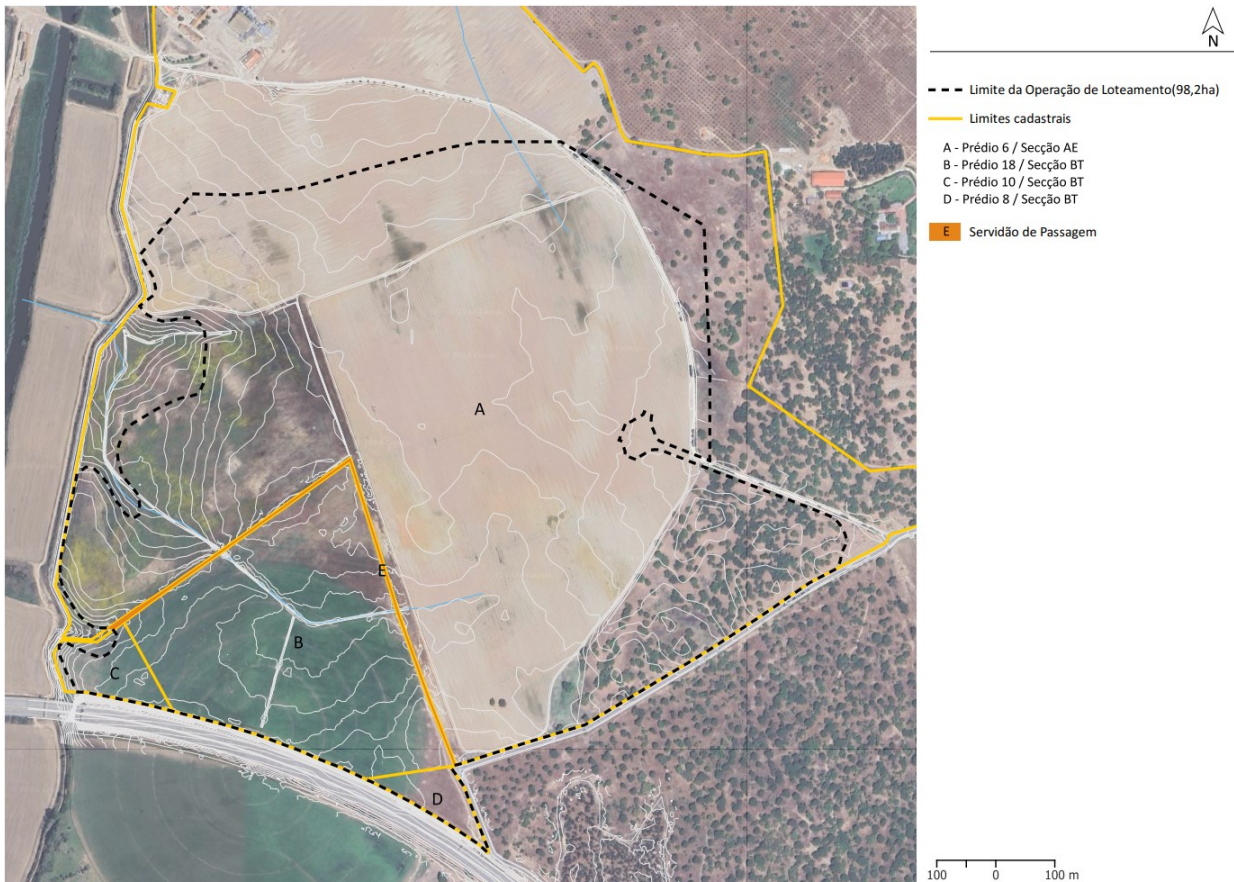 N
Limite da Operação de Loteamento(98,2ha)
Limites cadastrais
A - Prédio 6 / Secção AE
B - Prédio 18 / Secção BT
C - Prédio 10 / Secção BT
D - Prédio 8 / Secção BT
E Servidão de Passagem
A
E
B
C
D
100 0 100 m